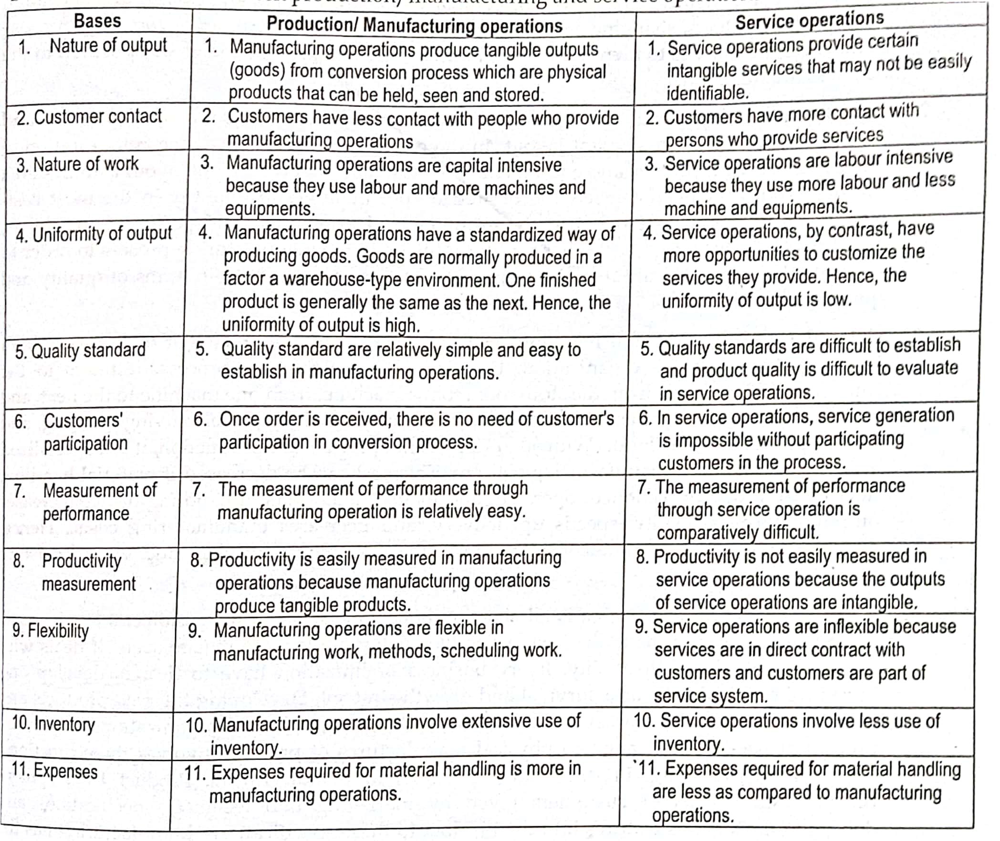 production/ manufacturing and service
Bases
Production/ Manufacturing operations
Service operations
1. Nature of output
1. Manufacturing operations produce tangible outputs
(goods) from conversion process which are physical
products that can be held, seen and stored.
1. Service operations provide certain
intangible services that may not be easily
identifiable.
2. Customer contact
2. Customers have less contact with people who provide
manufacturing operations
2. Customers have more contact with
persons who provide services
3. Nature of work
3. Manufacturing operations are capital intensive
because they use labour and more machines and
equipments.
3. Service operations are labour intensive
because they use more labour and less
machine and equipments.
4. Uniformity of output
4. Manufacturing operations have a standardized way of
producing goods. Goods are normally produced in a
factor a warehouse-type environment. One finished
product is generally the same as the next. Hence, the
uniformity of output is high.
4. Service operations, by contrast, have
more opportunities to customize the
services they provide. Hence, the
uniformity of output is low.
5. Quality standard
5. Quality standard are relatively simple and easy to
establish in manufacturing operations.
5. Quality standards are difficult to establish
and product quality is difficult to evaluate
in service operations.
6. Customers'
participation
6. Once order is received, there is no need of customer's
participation in conversion process.
6. In service operations, service generation
is impossible without participating
customers in the process.
7. Measurement of
performance
7. The measurement of performance through
manufacturing operation is relatively easy.
7. The measurement of performance
through service operation is
comparatively difficult.
8. Productivity
measurement
8. Productivity is easily measured in manufacturing
operations because manufacturing operations
produce tangible products.
8. Productivity is not easily measured in
service operations because the outputs
of service operations are intangible.
9. Flexibility
9. Manufacturing operations are flexible in
manufacturing work, methods, scheduling work.
9. Service operations are inflexible because
services are in direct contract with
customers and customers are part of
service system.
10. Inventory
10. Manufacturing operations involve extensive use of
inventory.
10. Service operations involve less use of
inventory.
11. Expenses
11. Expenses required for material handling is more in
manufacturing operations.
11. Expenses required for material handling
are less as compared to manufacturing
operations.